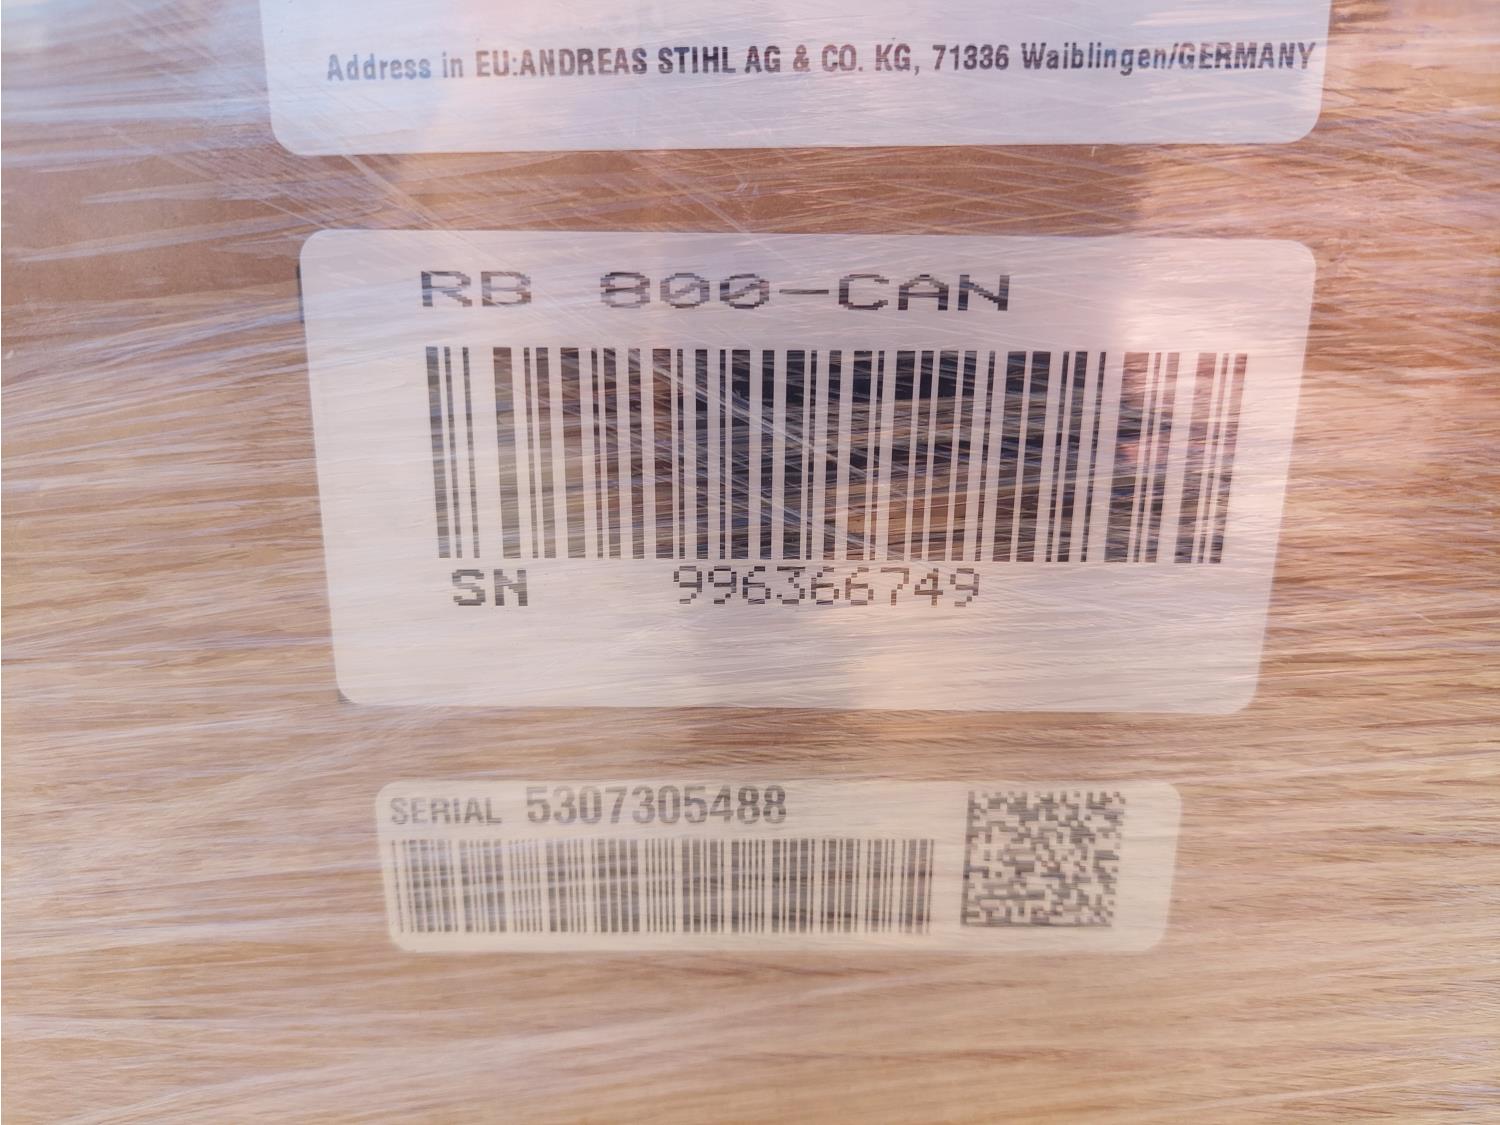 Address in EU:ANDREAS STIHL AG & CO. KG, 71336 Waiblingen/GERMANY
RB 800-CAN
SN 996366749
SERIAL 5307305488